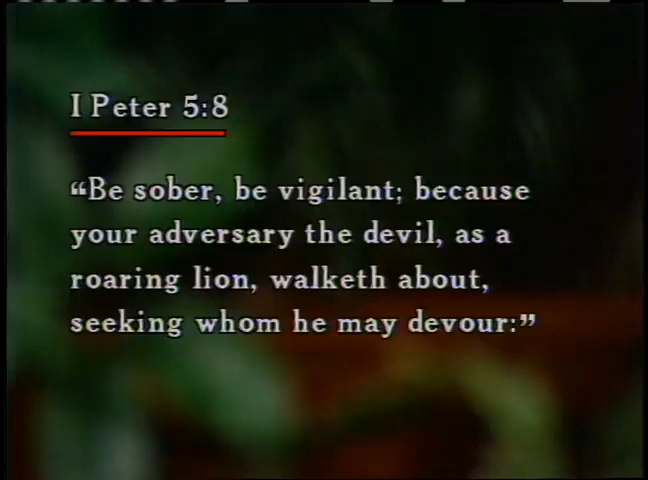 I Peter 5:8
“Be sober, be vigilant; because
your adversary the devil, as a
roaring lion, walketh about,
seeking whom he may devour:”